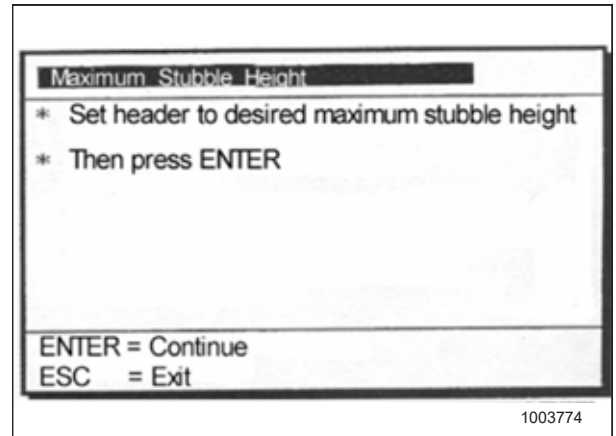 Maximum Stubble Height
* Set header to desired maximum stubble height
* Then press ENTER
ENTER = Continue
ESC = Exit
1003774